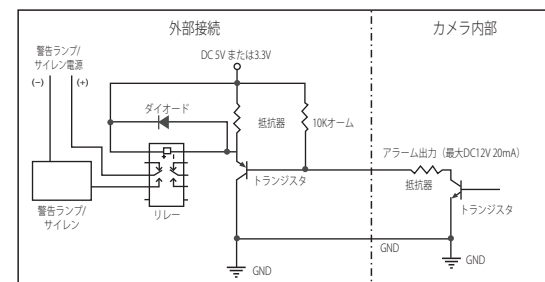 外部接続
カメラ内部
警告ランプ/
サイレン電源
(−)
(+)
DC 5V または3.3V
ダイオード
抵抗器
10Kオーム
アラーム出力（最大DC12V 20mA）
抵抗器
トランジスタ
トランジスタ
リレー
警告ランプ/
サイレン
GND
GND
GND